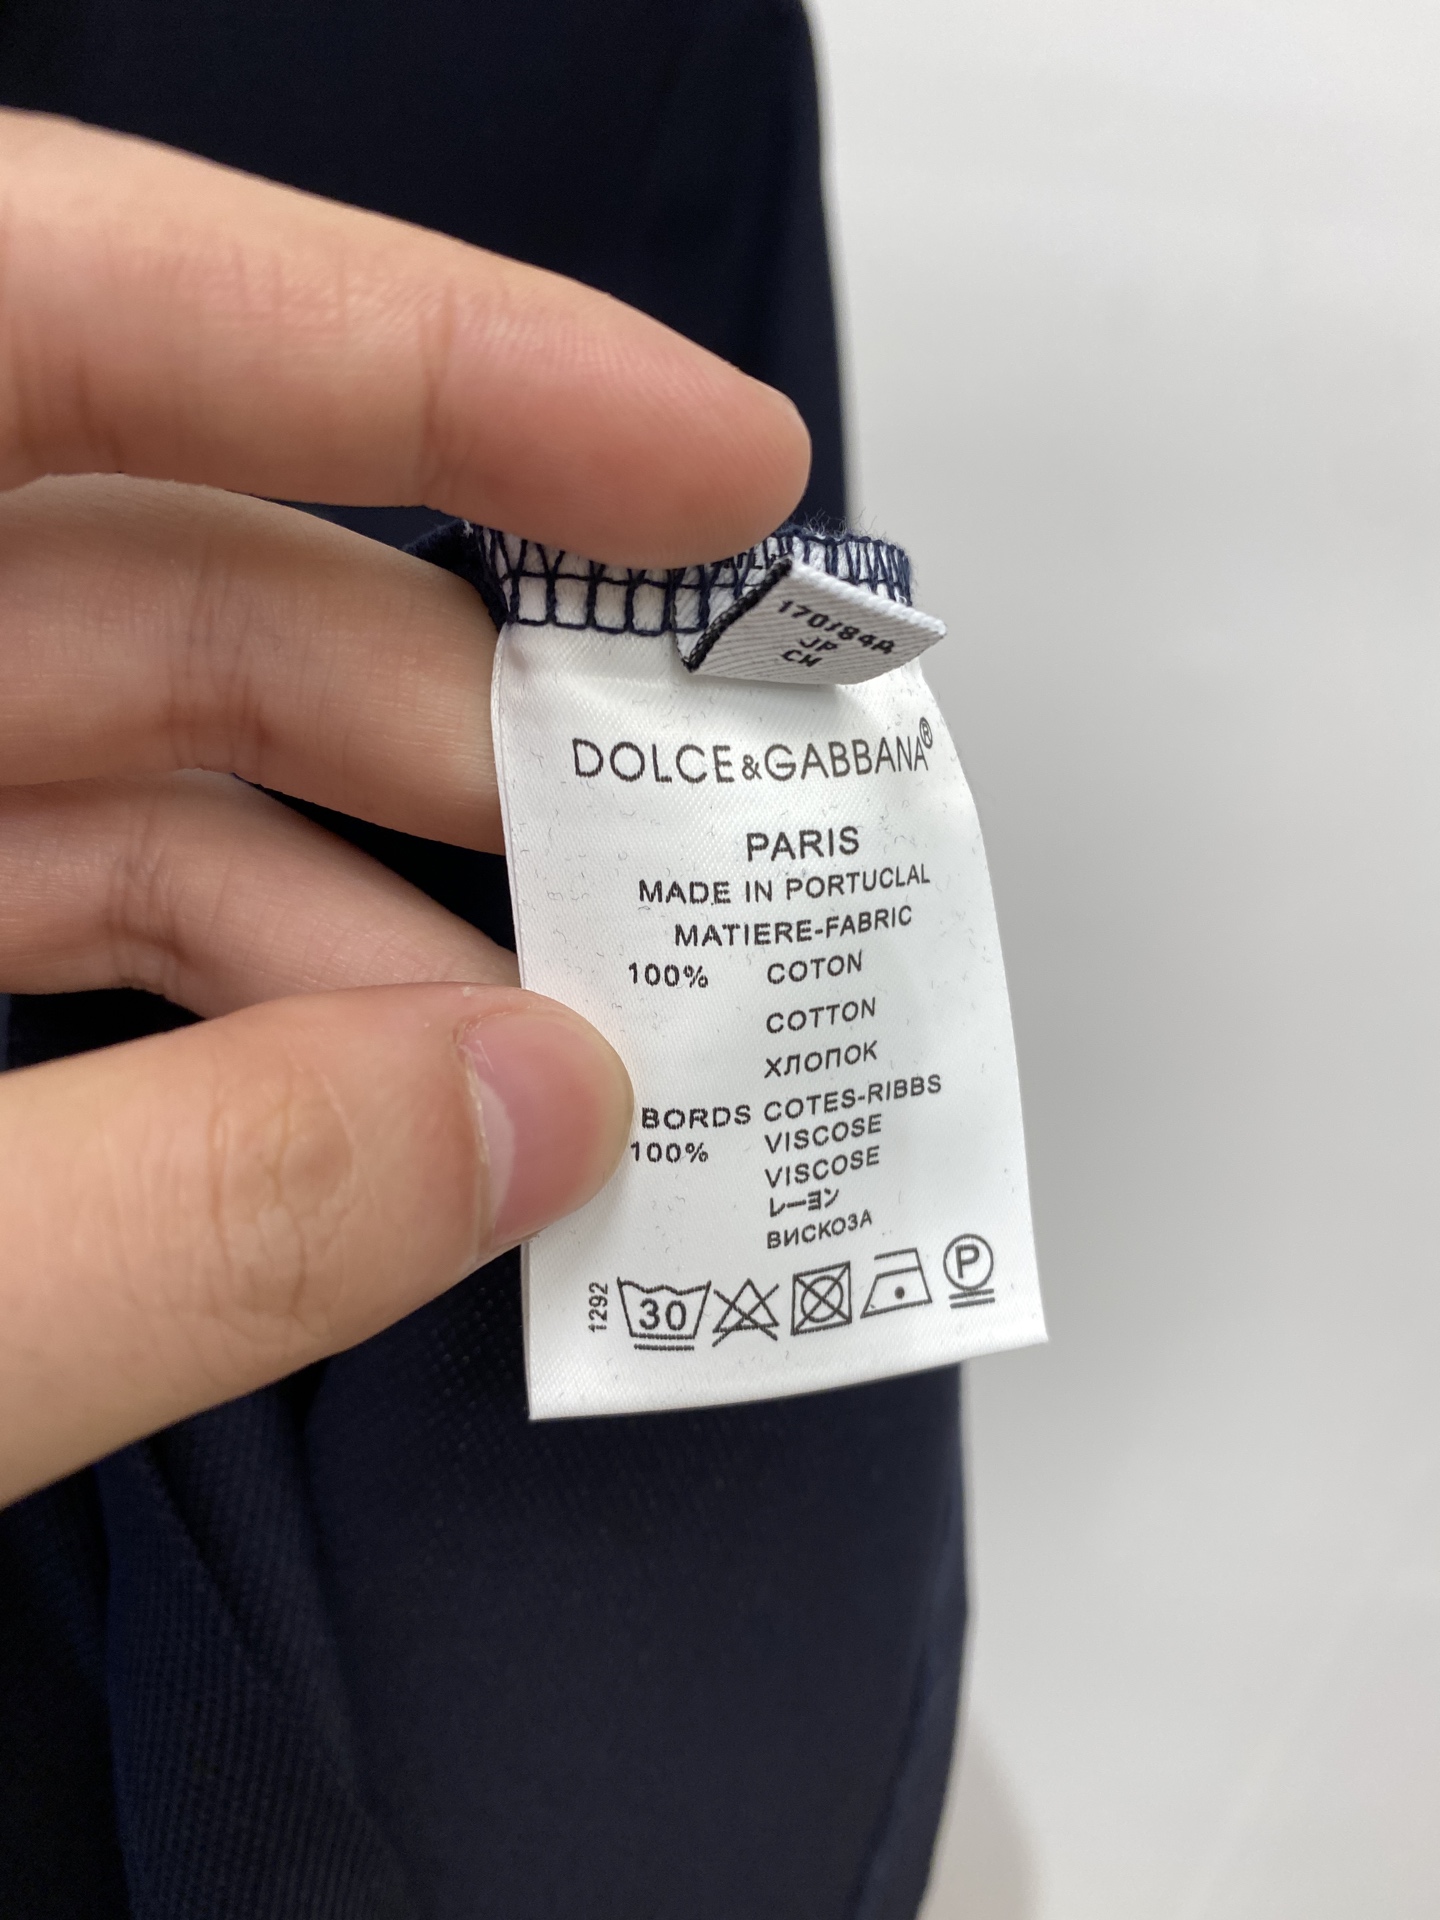 170/84A
JP
CH
DOLCE&GABBANA®
PARIS
MADE IN PORTUCLAL
MATIERE-FABRIC
100% COTON
COTTON
ХЛОПОК
BORDS COTES-RIBBS
100% VISCOSE
VISCOSE
レーヨン
ВИСКОЗА
1292
30
P